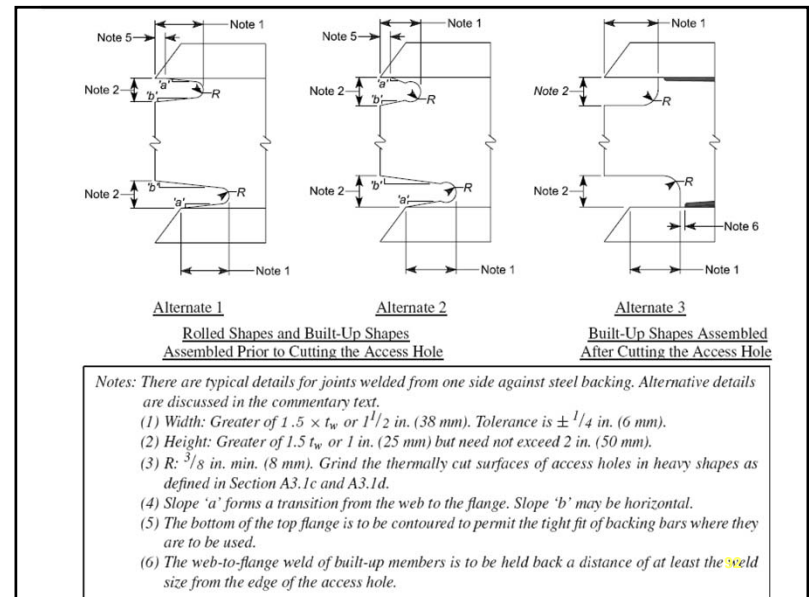 Note 1
Note 5
Note 2
'a'
'b'
R
Note 2
'b'
'a'
R
Note 1
Note 1
Note 5
Note 2
'a'
'b'
R
Note 2
'b'
'a'
R
Note 1
Note 2
R
Note 2
R
Note 6
Note 1
Alternate 1
Alternate 2
Alternate 3
Rolled Shapes and Built-Up Shapes
Assembled Prior to Cutting the Access Hole
Built-Up Shapes Assembled
After Cutting the Access Hole
Notes: There are typical details for joints welded from one side against steel backing. Alternative details
are discussed in the commentary text.
(1) Width: Greater of 1.5 × tw or 1 1/2 in. (38 mm). Tolerance is ± 1/4 in. (6 mm).
(2) Height: Greater of 1.5 tw or 1 in. (25 mm) but need not exceed 2 in. (50 mm).
(3) R: 3/8 in. min. (8 mm). Grind the thermally cut surfaces of access holes in heavy shapes as
defined in Section A3.1c and A3.1d.
(4) Slope 'a' forms a transition from the web to the flange. Slope 'b' may be horizontal.
(5) The bottom of the top flange is to be contoured to permit the tight fit of backing bars where they
are to be used.
(6) The web-to-flange weld of built-up members is to be held back a distance of at least the weld
size from the edge of the access hole.